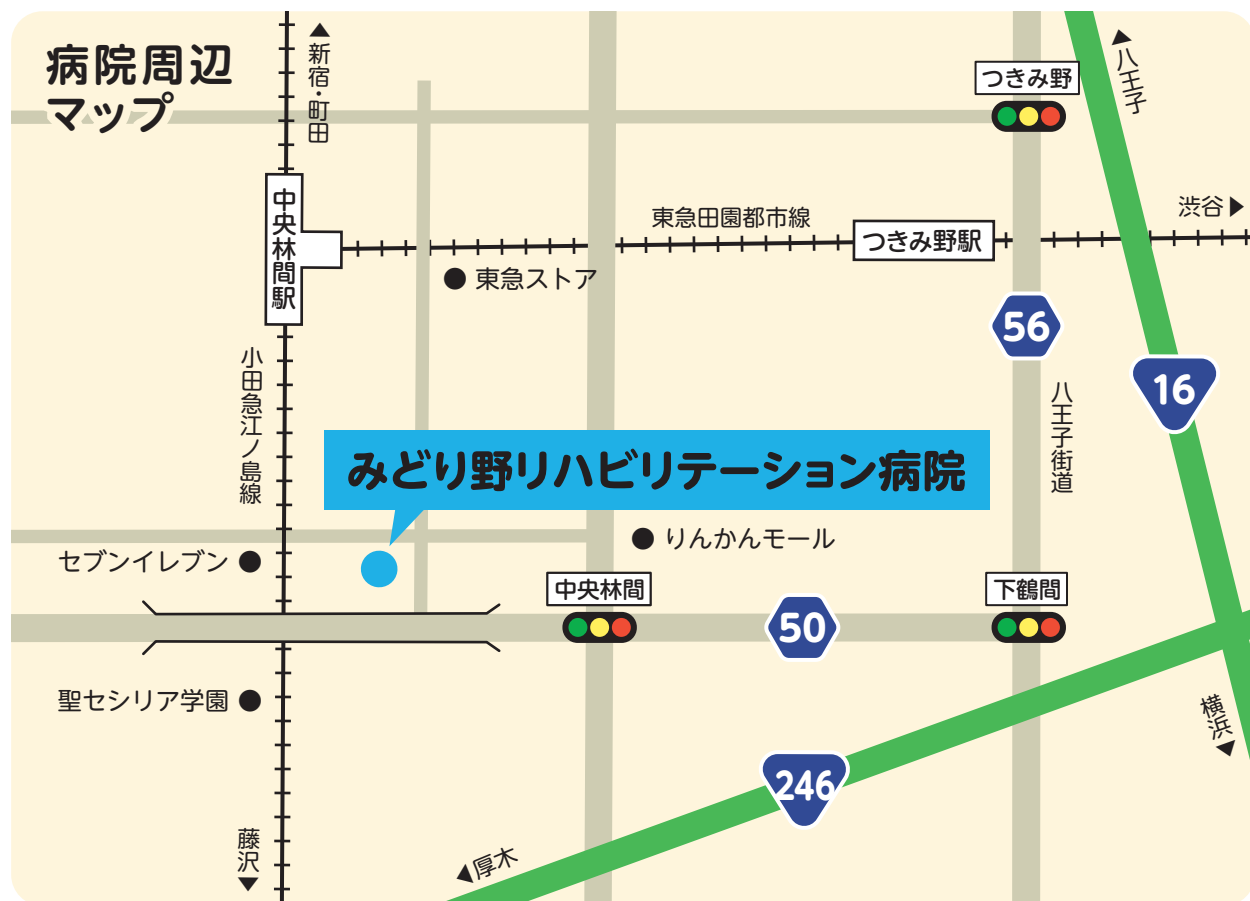 病院周辺
マップ
▲新宿・町田
つきみ野
▲八王子
中央林間駅
東急田園都市線
渋谷▶
つきみ野駅
●東急ストア
56
16
小田急江ノ島線
八王子街道
みどり野リハビリテーション病院
●りんかんモール
セブンイレブン●
中央林間
下鶴間
50
聖セシリア学園●
横浜▼
246
藤沢▼
◀厚木